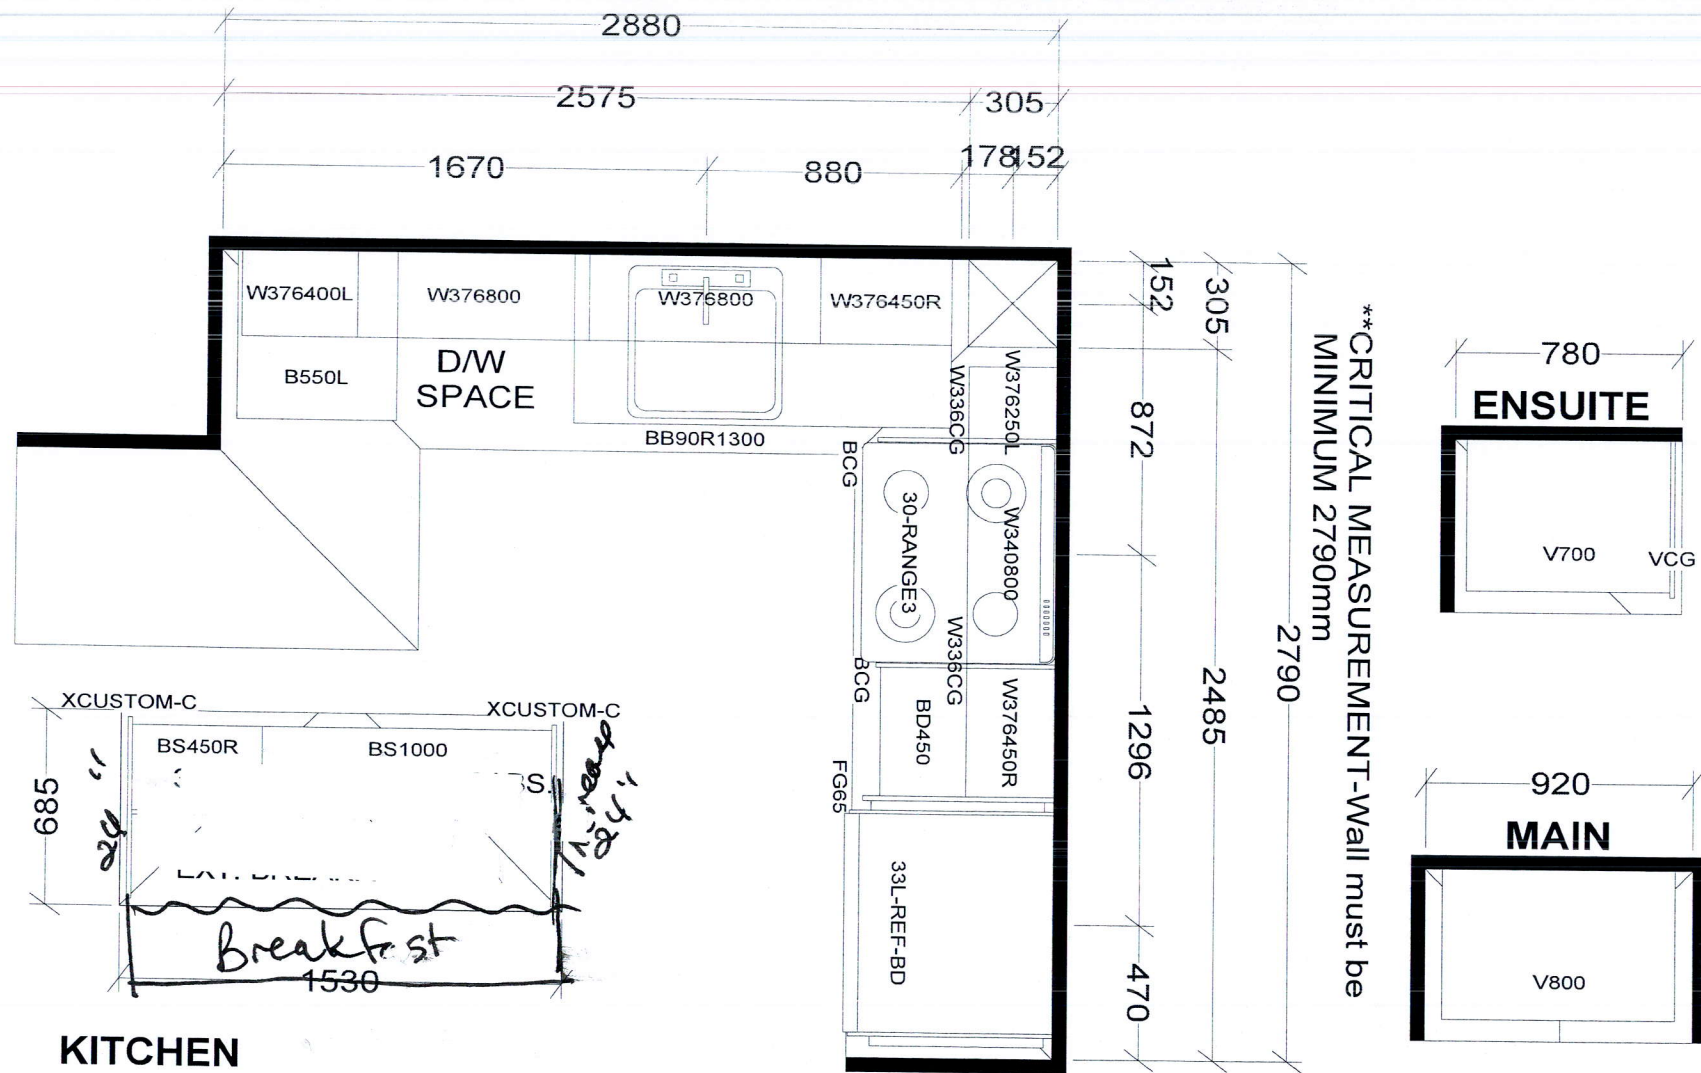 2880
2575
305
1670
880
178
152
W376400L
W376800
W376800
W376450R
B550L
D/W
SPACE
BB90R1300
W336CG
W376250L
BCG
30-RANGE3
W340800
BCG
W336CG
BD450
W376450R
FG65
33L-REF-BD
152
305
872
1296
2485
2790
470
**CRITICAL MEASUREMENT-Wall must be
MINIMUM 2790mm
780
ENSUITE
V700
VCG
920
MAIN
V800
XCUSTOM-C
XCUSTOM-C
BS450R
BS1000
685
24"
increase
24"
Breakfast
1530
KITCHEN